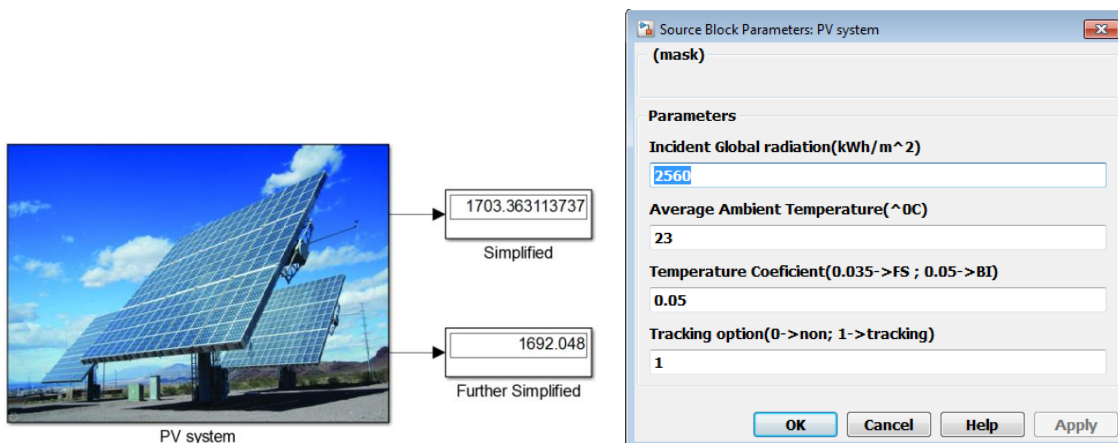 1703.363113737
Simplified
1692.048
Further Simplified
PV system
Source Block Parameters: PV system
(mask)
Parameters
Incident Global radiation(kWh/m^2)
2560
Average Ambient Temperature(^0C)
23
Temperature Coeficient(0.035->FS ; 0.05->BI)
0.05
Tracking option(0->non; 1->tracking)
1
OK Cancel Help Apply